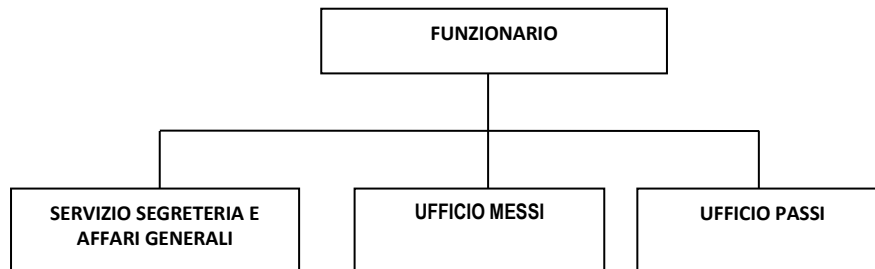 FUNZIONARIO
SERVIZIO SEGRETERIA E
AFFARI GENERALI
UFFICIO MESSI
UFFICIO PASSI